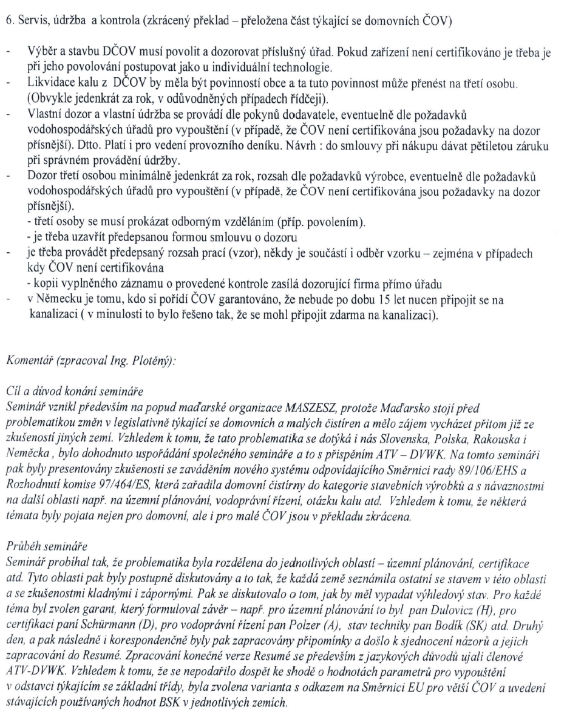 6. Servis, údržba a kontrola (zkrácený překlad – přeložena část týkající se domovních ČOV)
- Výběr a stavbu DČOV musí povolit a dozorovat příslušný úřad. Pokud zařízení není certifikováno je třeba je
při jeho povolování postupovat jako u individuální technologie.
- Likvidace kalu z DČOV by měla být povinností obce a ta tuto povinnost může přenést na třetí osobu.
(Obvykle jedenkrát za rok, v odůvodněných případech řidčeji).
- Vlastní dozor a vlastní údržba se provádí dle pokynů dodavatele, eventuelně dle požadavků
vodohospodářských úřadů pro vypouštění (v případě, že ČOV není certifikována jsou požadavky na dozor
přísnější). Dtto. Platí i pro vedení provozního deníku. Návrh : do smlouvy při nákupu dávat pětiletou záruku
při správném provádění údržby.
- Dozor třetí osobou minimálně jedenkrát za rok, rozsah dle požadavků výrobce, eventuelně dle požadavků
vodohospodářských úřadů pro vypouštění (v případě, že ČOV není certifikována jsou požadavky na dozor
přísnější).
- třetí osoby se musí prokázat odborným vzděláním (příp. povolením).
- je třeba uzavřít předepsanou formou smlouvu o dozoru
- je třeba provádět předepsaný rozsah prací (vzor), někdy je součástí i odběr vzorku – zejména v případech
kdy ČOV není certifikována
- kopii vyplněného záznamu o provedené kontrole zasílá dozorující firma přímo úřadu
- v Německu je tomu, kdo si pořídí ČOV garantováno, že nebude po dobu 15 let nucen připojit se na
kanalizaci ( v minulosti to bylo řešeno tak, že se mohl připojit zdarma na kanalizaci).
Komentář (zpracoval Ing. Plotěný):
Cíl a důvod konání semináře
Seminář vznikl především na popud maďarské organizace MASZESZ, protože Maďarsko stojí před
problematikou změn v legislativně týkající se domovních a malých čistíren a mělo zájem vycházet přitom již ze
zkušeností jiných zemí. Vzhledem k tomu, že tato problematika se dotýká i nás Slovenska, Polska, Rakouska i
Německa , bylo dohodnuto uspořádání společného semináře a to s přispěním ATV – DVWK. Na tomto semináři
pak byly presentovány zkušenosti se zaváděním nového systému odpovídajícího Směrnici rady 89/106/EHS a
Rozhodnutí komise 97/464/ES, která zařadila domovní čistírny do kategorie stavebních výrobků a s návaznostmi
na další oblasti např. na územní plánování, vodoprávní řízení, otázku kalu atd. Vzhledem k tomu, že některá
témata byly pojata nejen pro domovní, ale i pro malé ČOV jsou v překladu zkrácena.
Průběh semináře
Seminář probíhal tak, že problematika byla rozdělena do jednotlivých oblastí – územní plánování, certifikace
atd. Tyto oblasti pak byly postupně diskutovány a to tak, že každá země seznámila ostatní se stavem v této oblasti
a se zkušenostmi kladnými i zápornými. Pak se diskutovalo o tom, jak by měl vypadat výhledový stav. Pro každé
téma byl zvolen garant, který formuloval závěr – např. pro územní plánování to byl pan Dulovicz (H), pro
certifikaci paní Schürmann (D), pro vodoprávní řízení pan Polzer (A), stav techniky pan Bodík (SK) atd. Druhý
den, a pak následně i korespondenčně byly pak zapracovány připomínky a došlo k sjednocení názorů a jejich
zapracování do Resumé. Zpracování konečné verze Resumé se především z jazykových důvodů ujali členové
ATV-DVWK. Vzhledem k tomu, že se nepodařilo dospět ke shodě o hodnotách parametrů pro vypouštění
v odstavci týkajícím se základní třídy, byla zvolena varianta s odkazem na Směrnici EU pro větší ČOV a uvedení
stávajících používaných hodnot BSK v jednotlivých zemích.